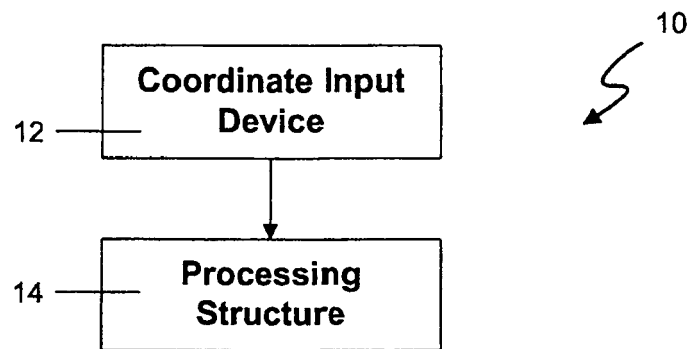 10
Coordinate Input
Device
12
Processing
Structure
14